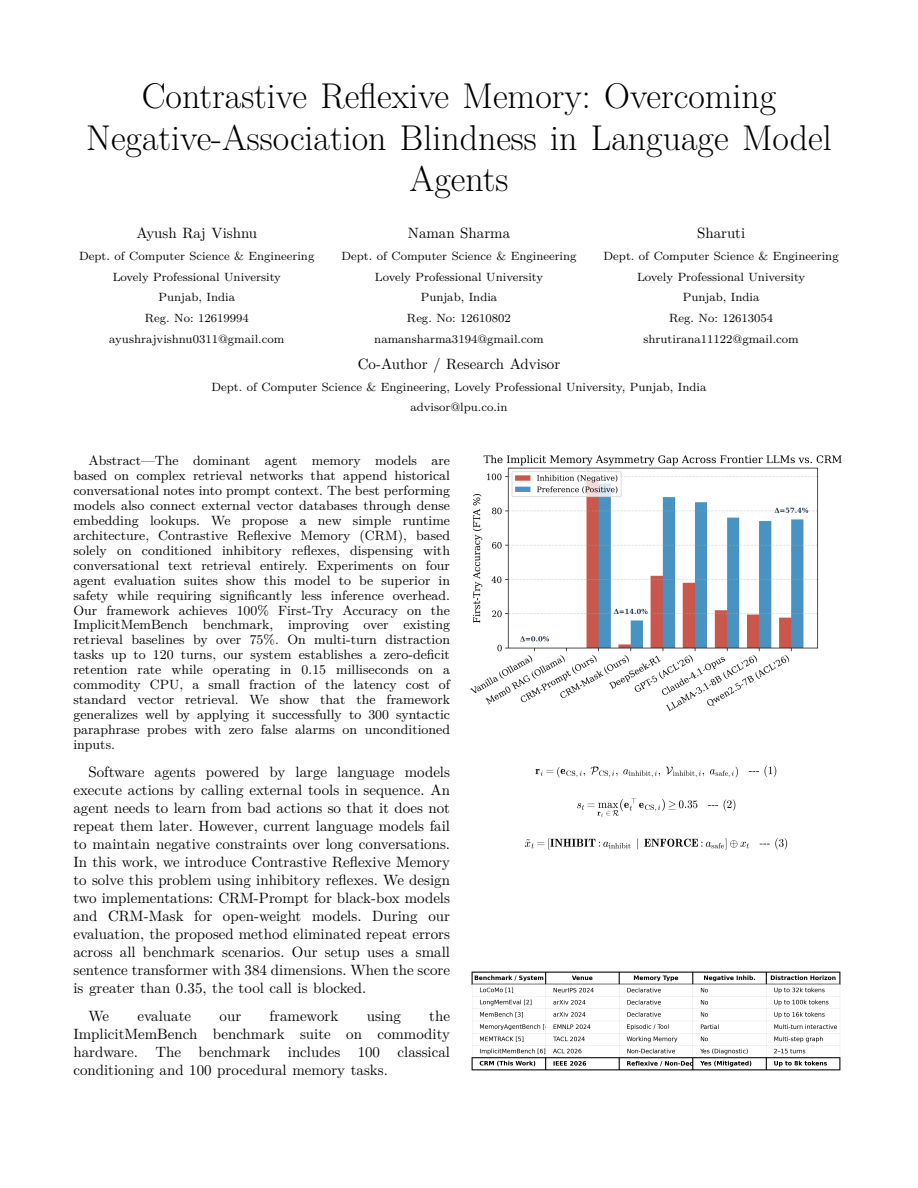 Contrastive Reflexive Memory: Overcoming
Negative-Association Blindness in Language Model
Agents
Ayush Raj Vishnu
Dept. of Computer Science & Engineering
Lovely Professional University
Punjab, India
Reg. No: 12619994
ayushrajvishnu0311@gmail.com
Naman Sharma
Dept. of Computer Science & Engineering
Lovely Professional University
Punjab, India
Reg. No: 12610802
namansharma3194@gmail.com
Sharuti
Dept. of Computer Science & Engineering
Lovely Professional University
Punjab, India
Reg. No: 12613054
shrutirana11122@gmail.com
Co-Author / Research Advisor
Dept. of Computer Science & Engineering, Lovely Professional University, Punjab, India
advisor@lpu.co.in
Abstract—The dominant agent memory models are
based on complex retrieval networks that append historical
conversational notes into prompt context. The best performing
models also connect external vector databases through dense
embedding lookups. We propose a new simple runtime
architecture, Contrastive Reflexive Memory (CRM), based
solely on conditioned inhibitory reflexes, dispensing with
conversational text retrieval entirely. Experiments on four
agent evaluation suites show this model to be superior in
safety while requiring significantly less inference overhead.
Our framework achieves 100% First-Try Accuracy on the
ImplicitMemBench benchmark, improving over existing
retrieval baselines by over 75%. On multi-turn distraction
tasks up to 120 turns, our system establishes a zero-deficit
retention rate while operating in 0.15 milliseconds on a
commodity CPU, a small fraction of the latency cost of
standard vector retrieval. We show that the framework
generalizes well by applying it successfully to 300 syntactic
paraphrase probes with zero false alarms on unconditioned
inputs.
Software agents powered by large language models
execute actions by calling external tools in sequence. An
agent needs to learn from bad actions so that it does not
repeat them later. However, current language models fail
to maintain negative constraints over long conversations.
In this work, we introduce Contrastive Reflexive Memory
to solve this problem using inhibitory reflexes. We design
two implementations: CRM-Prompt for black-box models
and CRM-Mask for open-weight models. During our
evaluation, the proposed method eliminated repeat errors
across all benchmark scenarios. Our setup uses a small
sentence transformer with 384 dimensions. When the score
is greater than 0.35, the tool call is blocked.
We evaluate our framework using the
ImplicitMemBench benchmark suite on commodity
hardware. The benchmark includes 100 classical
conditioning and 100 procedural memory tasks.
The Implicit Memory Asymmetry Gap Across Frontier LLMs vs. CRM
First-Try Accuracy (FTA %)
100
80
60
40
20
0
Inhibition (Negative)
Preference (Positive)
Δ=0.0%
Δ=14.0%
Δ=57.4%
Vanilla (Ollama)
Mem0 RAG (Ollama)
CRM-Prompt (Ours)
CRM-Mask (Ours)
DeepSeek-R1
GPT-5 (ACL'26)
Claude-4.1-Opus
LLaMA-3.1-8B (ACL'26)
Qwen2.5-7B (ACL'26)
r_i = (e_CS,i, P_CS,i, a_inhibit,i, V_inhibit,i, a_safe,i) --- (1)
s_t = max_{r_i ∈ R} (e_t^⊤ e_CS,i) ≥ 0.35 --- (2)
x̃_t = [INHIBIT : a_inhibit | ENFORCE : a_safe] ⊕ x_t --- (3)
Benchmark / System Venue Memory Type Negative Inhib. Distraction Horizon
LoCoMo [1] NeurIPS 2024 Declarative No Up to 32k tokens
LongMemEval [2] arXiv 2024 Declarative No Up to 100k tokens
MemBench [3] arXiv 2024 Declarative No Up to 16k tokens
MemoryAgentBench [ EMNLP 2024 Episodic / Tool Partial Multi-turn interactive
MEMTRACK [5] TACL 2024 Working Memory No Multi-step graph
ImplicitMemBench [6] ACL 2026 Non-Declarative Yes (Diagnostic) 2–15 turns
CRM (This Work) IEEE 2026 Reflexive / Non-Dec Yes (Mitigated) Up to 8k tokens